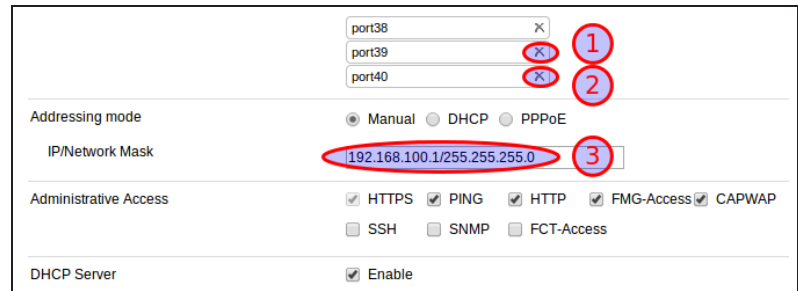 port38
port39
1
port40
2
Addressing mode Manual DHCP PPPoE
IP/Network Mask 192.168.100.1/255.255.255.0 3
Administrative Access HTTPS PING HTTP FMG-Access CAPWAP
SSH SNMP FCT-Access
DHCP Server Enable